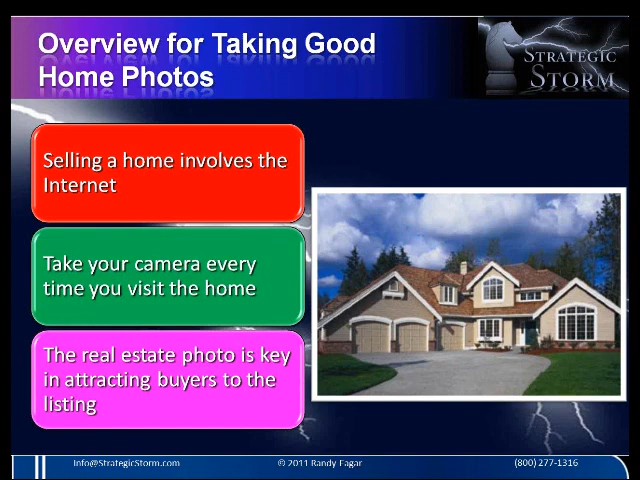 Overview for Taking Good
Home Photos
STRATEGIC
STORM
Selling a home involves the
Internet
Take your camera every
time you visit the home
The real estate photo is key
in attracting buyers to the
listing
Info@StrategicStorm.com
© 2011 Randy Eagar
(800) 277-1316